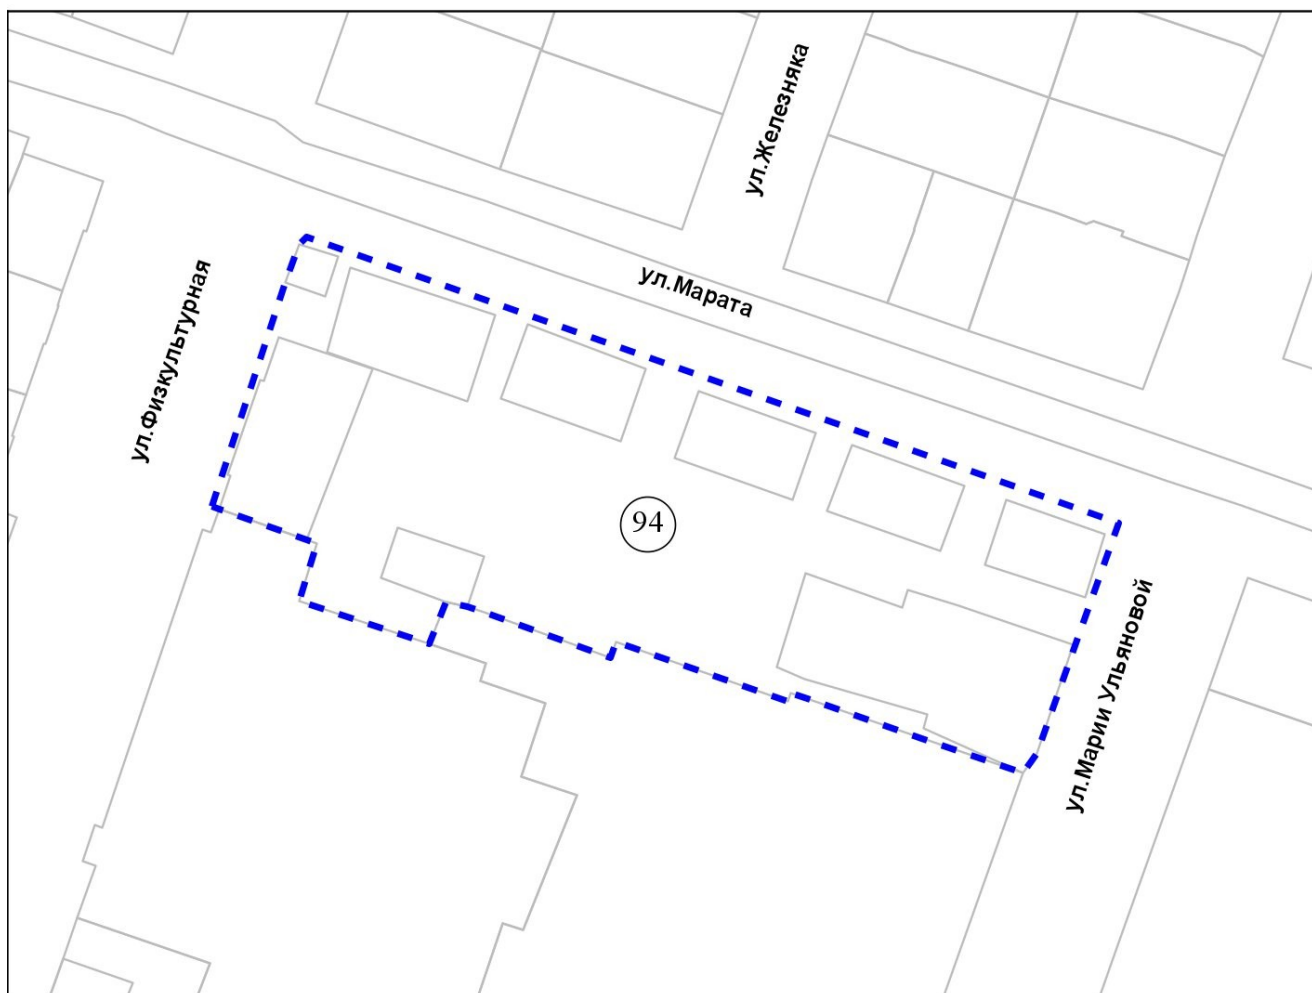 ул.Железняка
ул.Марата
ул.Физкультурная
94
ул.Марии Ульяновой